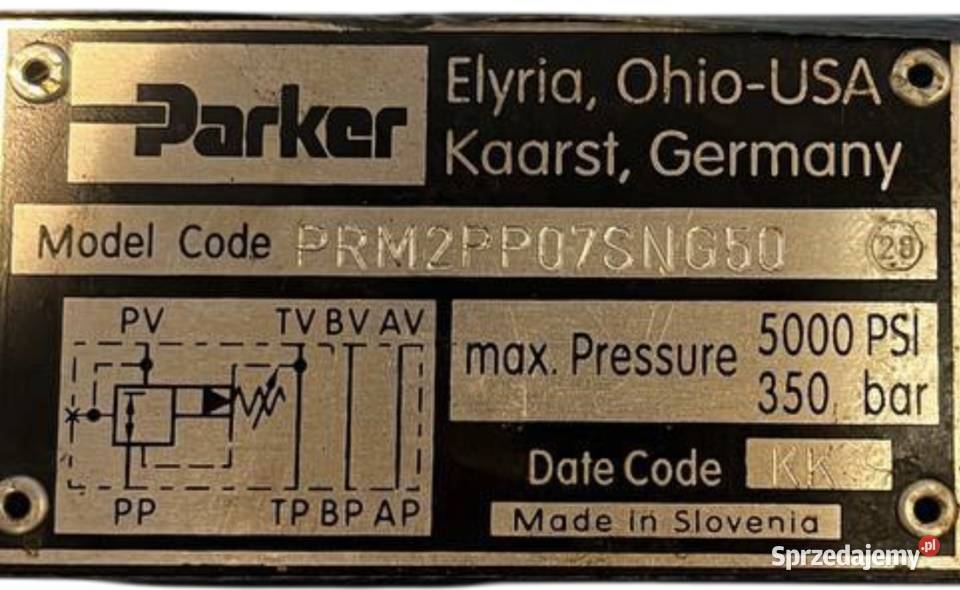 Parker
Elyria, Ohio-USA
Kaarst, Germany
Model Code PRM2PP07SNG50 28
PV TV BV AV
PP TP BP AP
max. Pressure 5000 PSI
350 bar
Date Code KK
Made in Slovenia
Sprzedajemy.pl